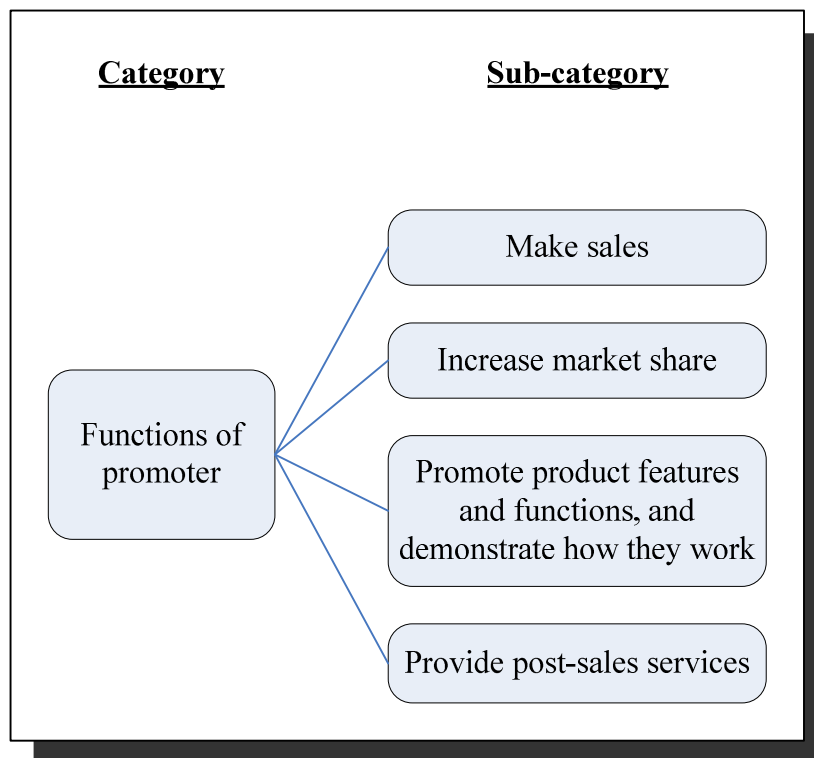 Category
Sub-category
Functions of
promoter
Make sales
Increase market share
Promote product features
and functions, and
demonstrate how they work
Provide post-sales services